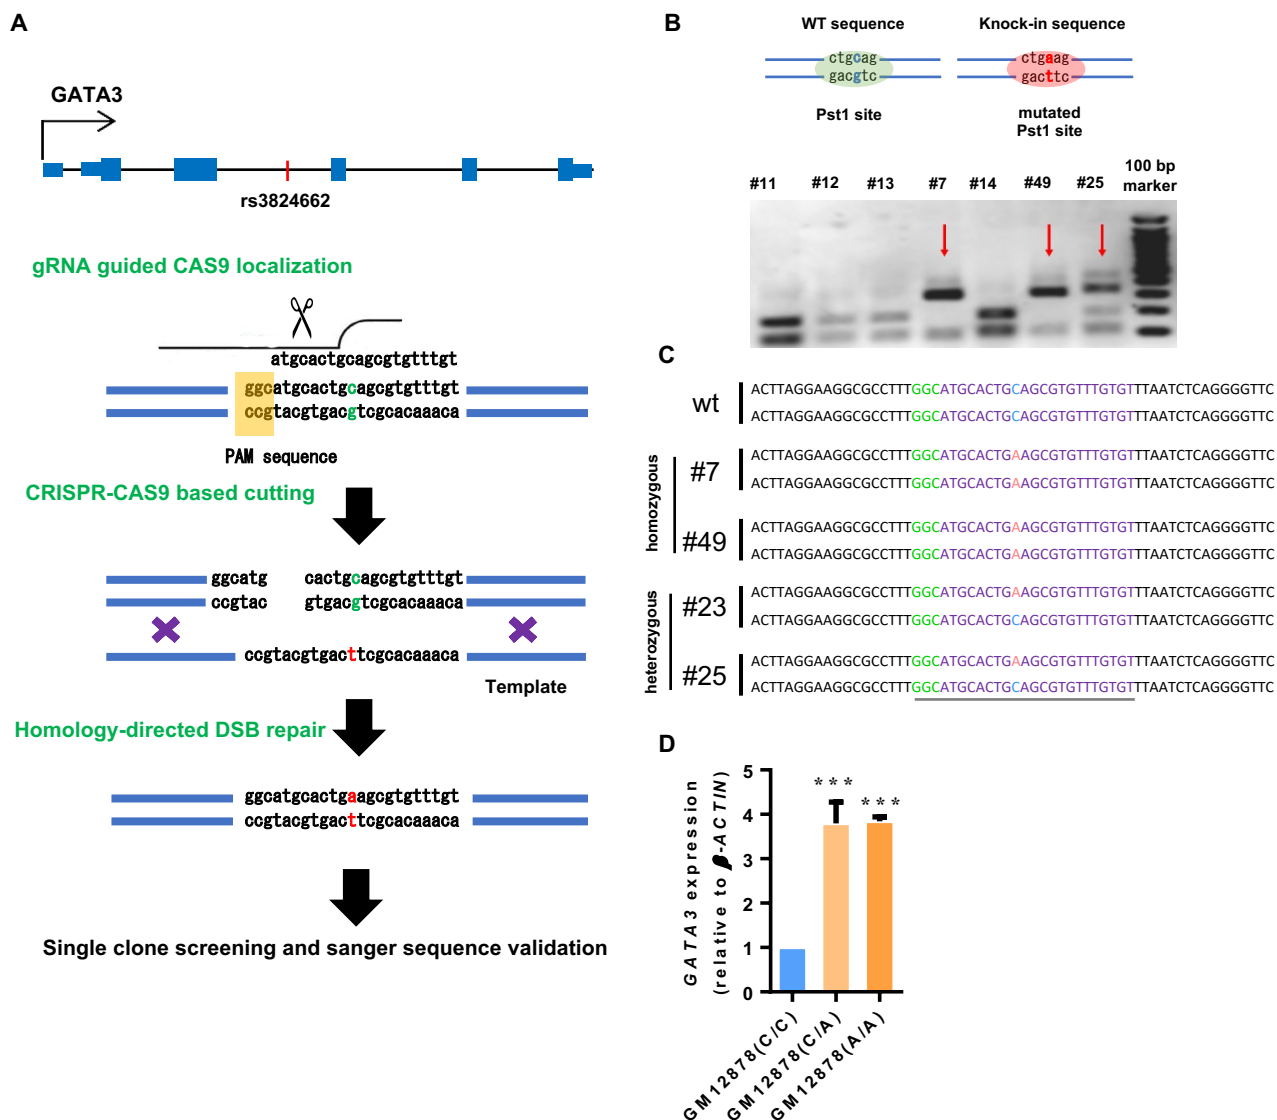 A
GATA3
rs3824662
gRNA guided CAS9 localization
atgcactgcagcgtgtttgt
ggcatgcactgcagcgtgtttgt
ccgtacgtgacgtcgcacaaaca
PAM sequence
CRISPR-CAS9 based cutting
ggcatg cactgcagcgtgtttgt
ccgtac gtgacgtcgcacaaaca
ccgtacgtgacttcgcacaaaca
Template
Homology-directed DSB repair
ggcatgcactgaagcgtgtttgt
ccgtacgtgacttcgcacaaaca
Single clone screening and sanger sequence validation
B
WT sequence
Knock-in sequence
ctgcag
gacgtc
ctgaag
gacttc
Pst1 site
mutated
Pst1 site
#11 #12 #13 #7 #14 #49 #25
100 bp
marker
C
wt
ACTTAGGAAGGCGCCTTTGGCATGCACTGCAGCGTGTTTGTGTTTAATCTCAGGGGTTC
ACTTAGGAAGGCGCCTTTGGCATGCACTGCAGCGTGTTTGTGTTTAATCTCAGGGGTTC
homozygous
#7
ACTTAGGAAGGCGCCTTTGGCATGCACTGAAGCGTGTTTGTGTTTAATCTCAGGGGTTC
ACTTAGGAAGGCGCCTTTGGCATGCACTGAAGCGTGTTTGTGTTTAATCTCAGGGGTTC
#49
ACTTAGGAAGGCGCCTTTGGCATGCACTGAAGCGTGTTTGTGTTTAATCTCAGGGGTTC
ACTTAGGAAGGCGCCTTTGGCATGCACTGAAGCGTGTTTGTGTTTAATCTCAGGGGTTC
heterozygous
#23
ACTTAGGAAGGCGCCTTTGGCATGCACTGAAGCGTGTTTGTGTTTAATCTCAGGGGTTC
ACTTAGGAAGGCGCCTTTGGCATGCACTGCAGCGTGTTTGTGTTTAATCTCAGGGGTTC
#25
ACTTAGGAAGGCGCCTTTGGCATGCACTGAAGCGTGTTTGTGTTTAATCTCAGGGGTTC
ACTTAGGAAGGCGCCTTTGGCATGCACTGCAGCGTGTTTGTGTTTAATCTCAGGGGTTC
D
GATA3 expression
(relative to β-ACTIN)
5
4
3
2
1
0
***
***
GM12878(C/C)
GM12878(C/A)
GM12878(A/A)